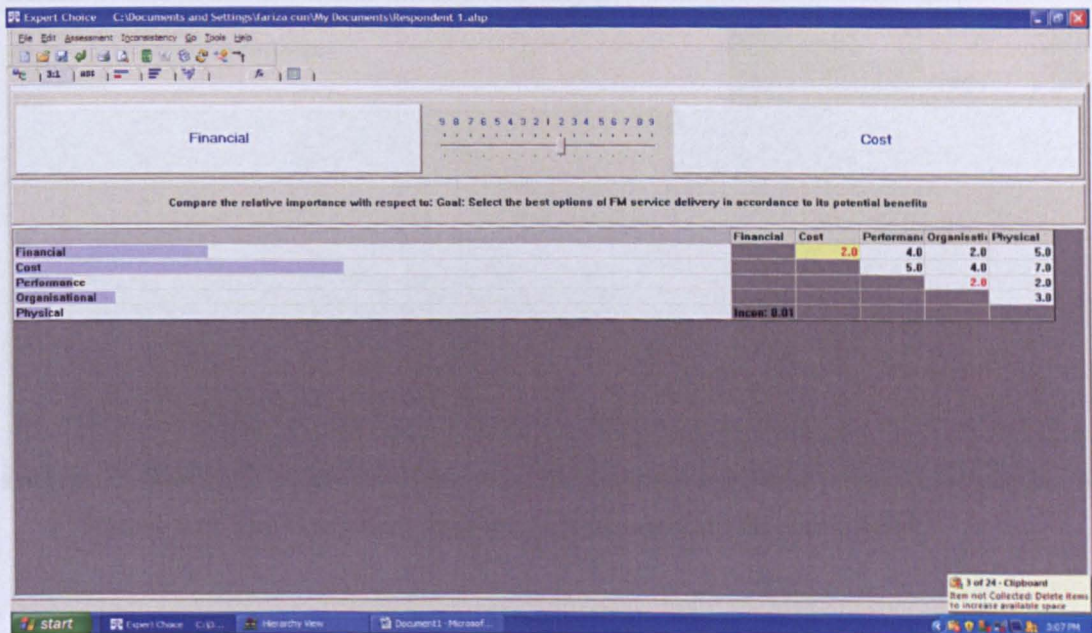 Expert Choice C:\Documents and Settings\fariza cun\My Documents\Respondent 1.ahp
File Edit Assessment Inconsistency Go Tools Help
3:1
Financial
9 8 7 6 5 4 3 2 1 2 3 4 5 6 7 8 9
Cost
Compare the relative importance with respect to: Goal: Select the best options of FM service delivery in accordance to its potential benefits
Financial Cost Performan Organisati Physical
Financial 2.0 4.0 2.0 5.0
Cost 5.0 4.0 7.0
Performance 2.0 2.0
Organisational 3.0
Physical Incon: 0.01
3 of 24 - Clipboard
Item not Collected: Delete items
to increase available space
start Expert Choice Hierarchy View Document1 - Microsof... 3:07 PM